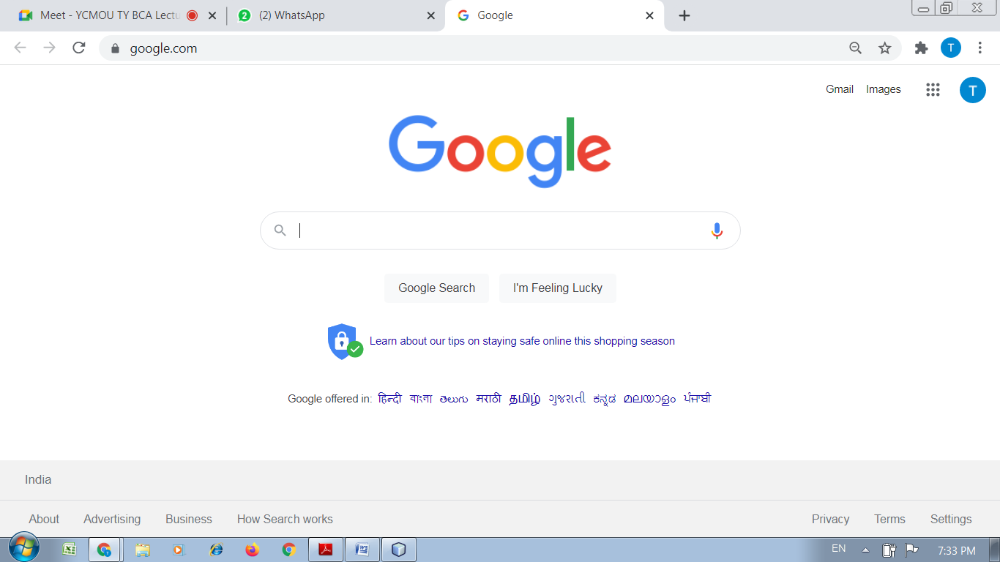 Meet - YCMOU TY BCA Lectu
(2) WhatsApp
Google
google.com
T
Gmail Images
T
Google
Google Search I'm Feeling Lucky
Learn about our tips on staying safe online this shopping season
Google offered in: हिन्दी বাংলা తెలుగు मराठी தமிழ் ગુજરાતી ಕನ್ನಡ മലയാളം ਪੰਜਾਬੀ
India
About Advertising Business How Search works Privacy Terms Settings
EN 7:33 PM